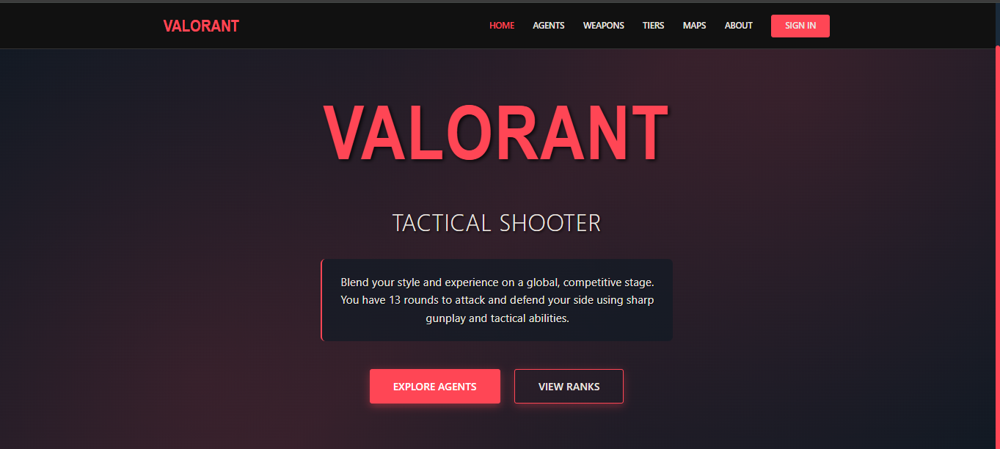 VALORANT
HOME AGENTS WEAPONS TIERS MAPS ABOUT SIGN IN
VALORANT
TACTICAL SHOOTER
Blend your style and experience on a global, competitive stage.
You have 13 rounds to attack and defend your side using sharp
gunplay and tactical abilities.
EXPLORE AGENTS VIEW RANKS